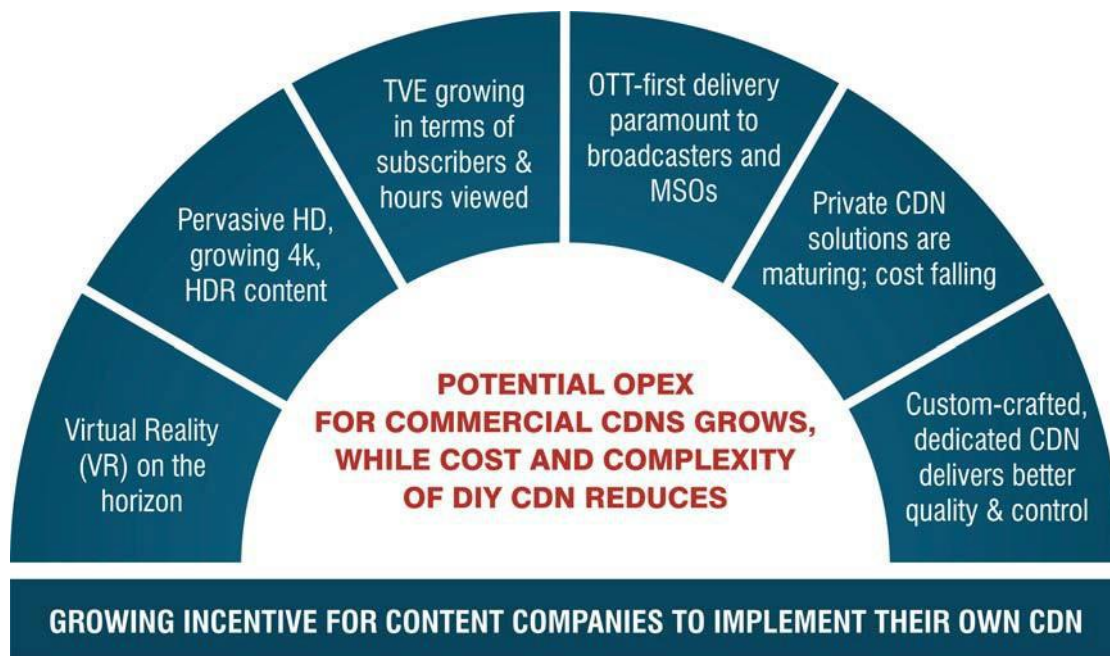 Virtual Reality
(VR) on the
horizon
Pervasive HD,
growing 4k,
HDR content
TVE growing
in terms of
subscribers &
hours viewed
OTT-first delivery
paramount to
broadcasters and
MSOs
Private CDN
solutions are
maturing; cost falling
Custom-crafted,
dedicated CDN
delivers better
quality & control
POTENTIAL OPEX
FOR COMMERCIAL CDNS GROWS,
WHILE COST AND COMPLEXITY
OF DIY CDN REDUCES
GROWING INCENTIVE FOR CONTENT COMPANIES TO IMPLEMENT THEIR OWN CDN